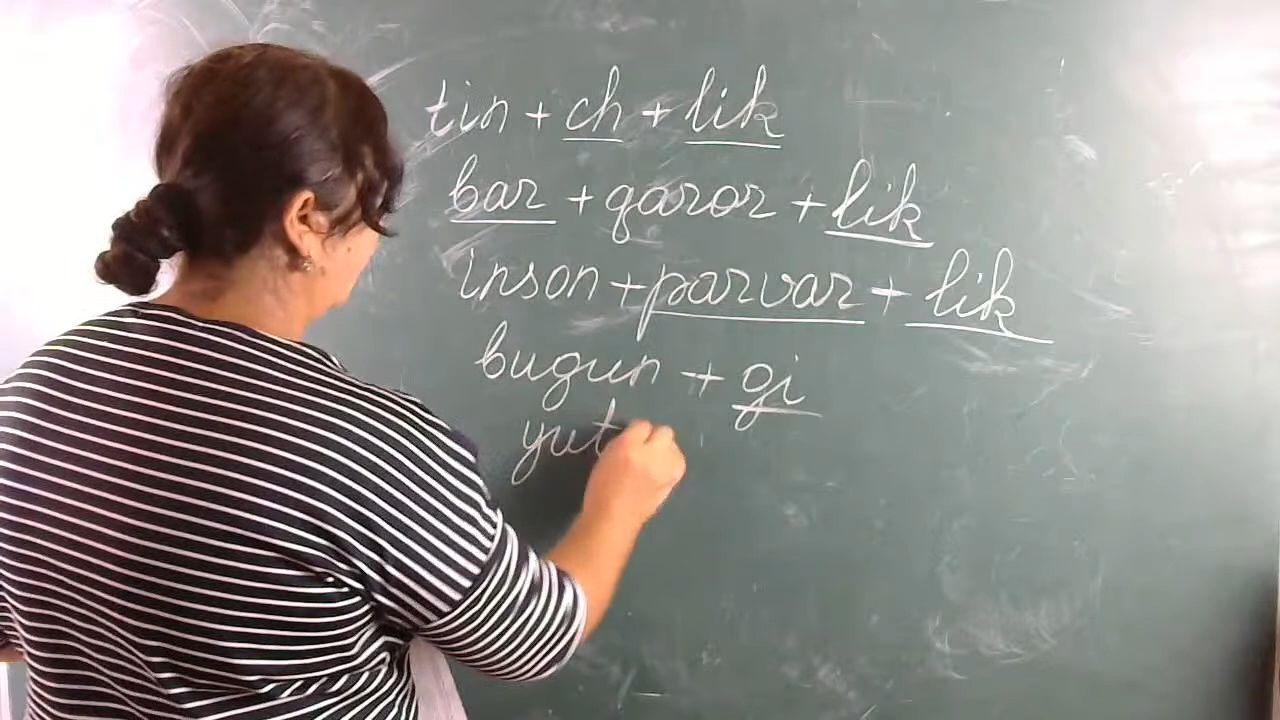 tin + ch + lik
bar + qaror + lik
inson + parvar + lik
bugun + gi
yut